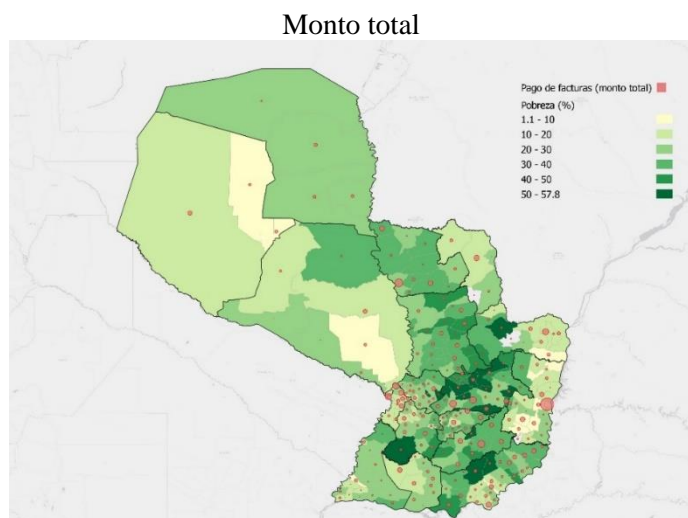 Monto total
Pago de facturas (monto total)
Pobreza (%)
1.1 - 10
10 - 20
20 - 30
30 - 40
40 - 50
50 - 57.8